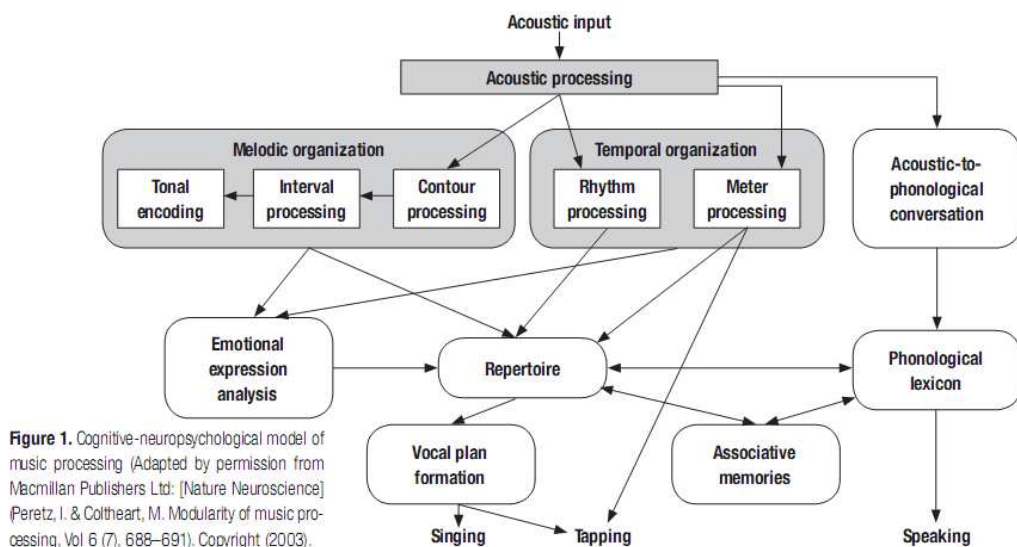 Acoustic input
Acoustic processing
Melodic organization
Tonal
encoding
Interval
processing
Contour
processing
Temporal organization
Rhythm
processing
Meter
processing
Acoustic-to-
phonological
conversation
Emotional
expression
analysis
Repertoire
Phonological
lexicon
Vocal plan
formation
Associative
memories
Singing
Tapping
Speaking
Figure 1. Cognitive-neuropsychological model of
music processing (Adapted by permission from
Macmillan Publishers Ltd: [Nature Neuroscience]
(Peretz, I. & Coltheart, M. Modularity of music pro-
cessing, Vol 6 (7), 688–691). Copyright (2003).